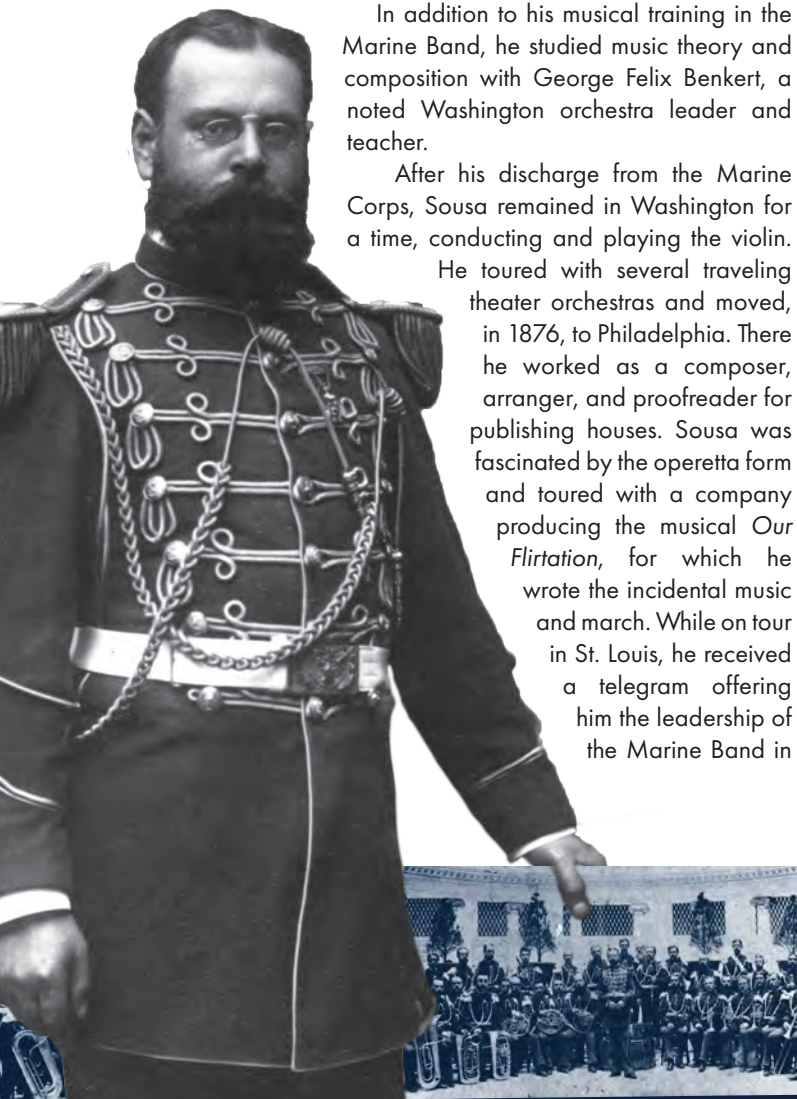 In addition to his musical training in the
Marine Band, he studied music theory and
composition with George Felix Benkert, a
noted Washington orchestra leader and
teacher.
After his discharge from the Marine
Corps, Sousa remained in Washington for
a time, conducting and playing the violin.
He toured with several traveling
theater orchestras and moved,
in 1876, to Philadelphia. There
he worked as a composer,
arranger, and proofreader for
publishing houses. Sousa was
fascinated by the operetta form
and toured with a company
producing the musical Our
Flirtation, for which he
wrote the incidental music
and march. While on tour
in St. Louis, he received
a telegram offering
him the leadership of
the Marine Band in